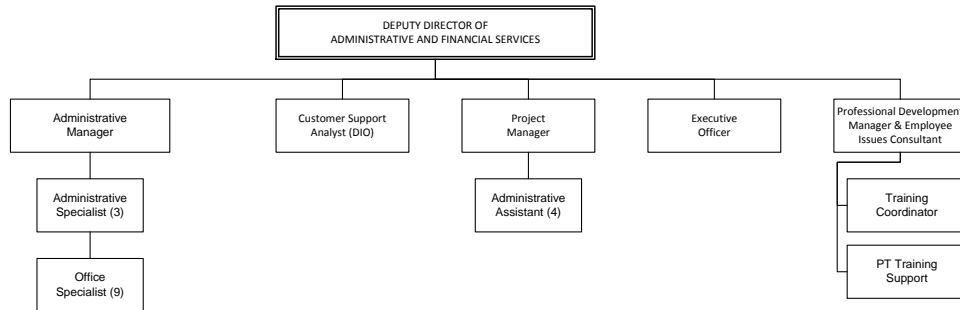 DEPUTY DIRECTOR OF
ADMINISTRATIVE AND FINANCIAL SERVICES
Administrative
Manager
Customer Support
Analyst (DIO)
Project
Manager
Executive
Officer
Professional Development
Manager & Employee
Issues Consultant
Administrative
Specialist (3)
Administrative
Assistant (4)
Training
Coordinator
Office
Specialist (9)
PT Training
Support